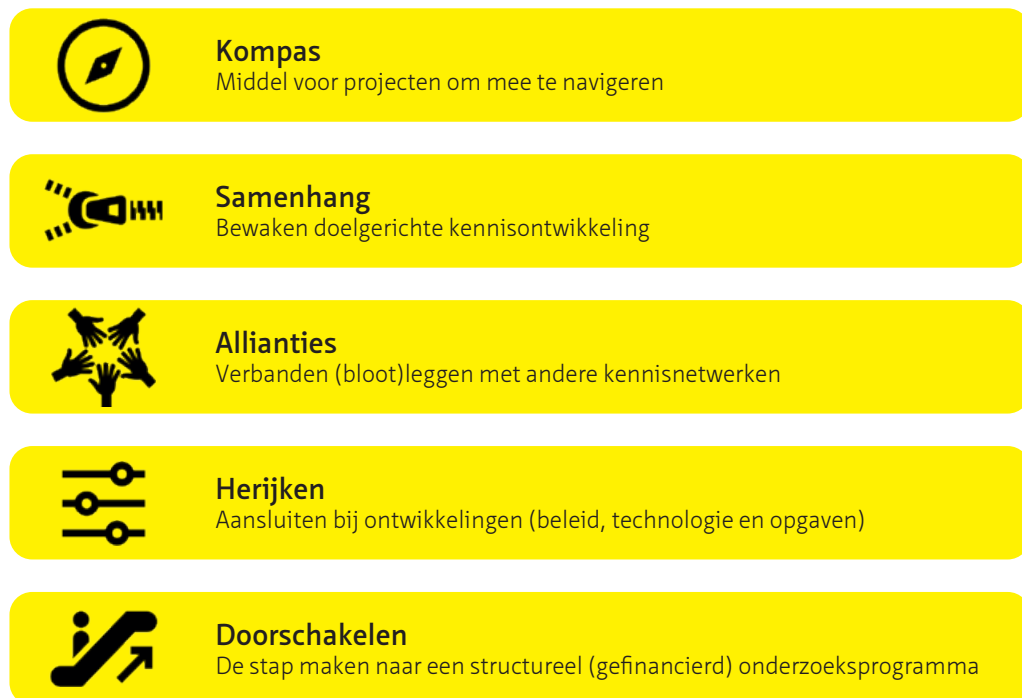 Kompas
Middel voor projecten om mee te navigeren
Samenhang
Bewaken doelgerichte kennisontwikkeling
Allianties
Verbanden (bloot)leggen met andere kennisnetwerken
Herijken
Aansluiten bij ontwikkelingen (beleid, technologie en opgaven)
Doorschakelen
De stap maken naar een structureel (gefinancierd) onderzoeksprogramma